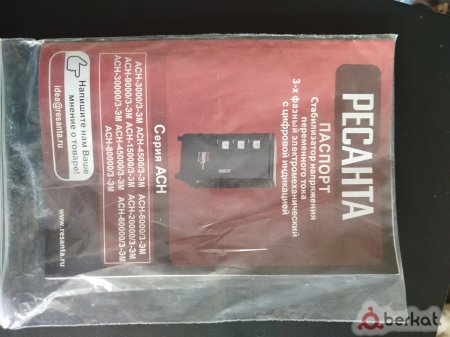 РЕСАНТА
ПАСПОРТ
Стабилизатор напряжения
переменного тока
3-х фазный электромеханический
с цифровой индикацией
Серия АСН
АСН-3000/3-ЭМ АСН-4500/3-ЭМ АСН-6000/3-ЭМ
АСН-9000/3-ЭМ АСН-15000/3-ЭМ АСН-20000/3-ЭМ
АСН-30000/3-ЭМ АСН-45000/3-ЭМ АСН-60000/3-ЭМ
АСН-80000/3-ЭМ
Напишите нам Ваше
мнение о товаре!
idea@resanta.ru
www.resanta.ru
berkat